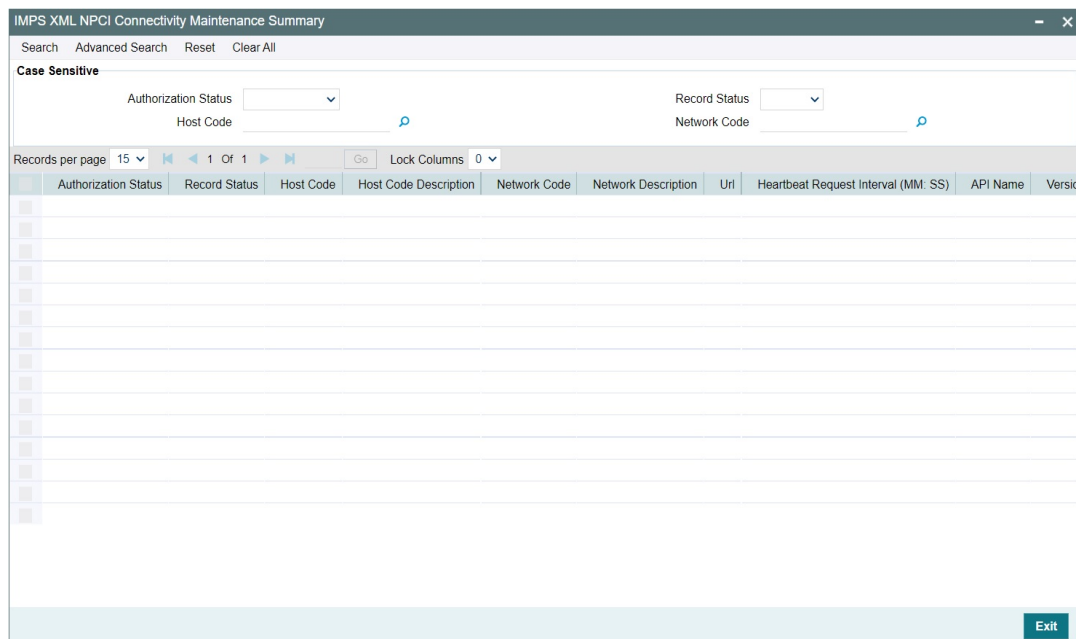 IMPS XML NPCI Connectivity Maintenance Summary
Search Advanced Search Reset Clear All
Case Sensitive
Authorization Status Record Status
Host Code Network Code
Records per page 15 1 Of 1 Go Lock Columns 0
Authorization Status Record Status Host Code Host Code Description Network Code Network Description Url Heartbeat Request Interval (MM: SS) API Name Versio
Exit